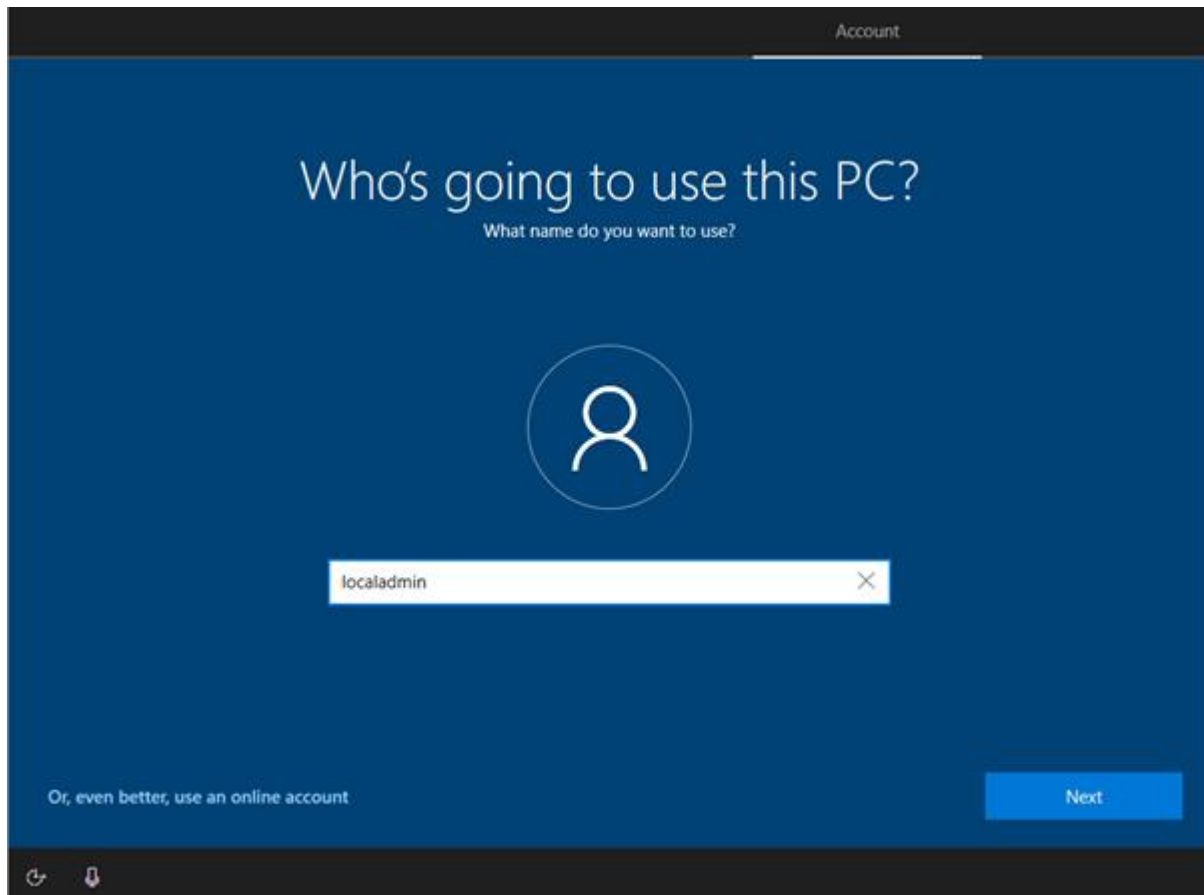 Account
Who's going to use this PC?
What name do you want to use?
localadmin
Or, even better, use an online account
Next